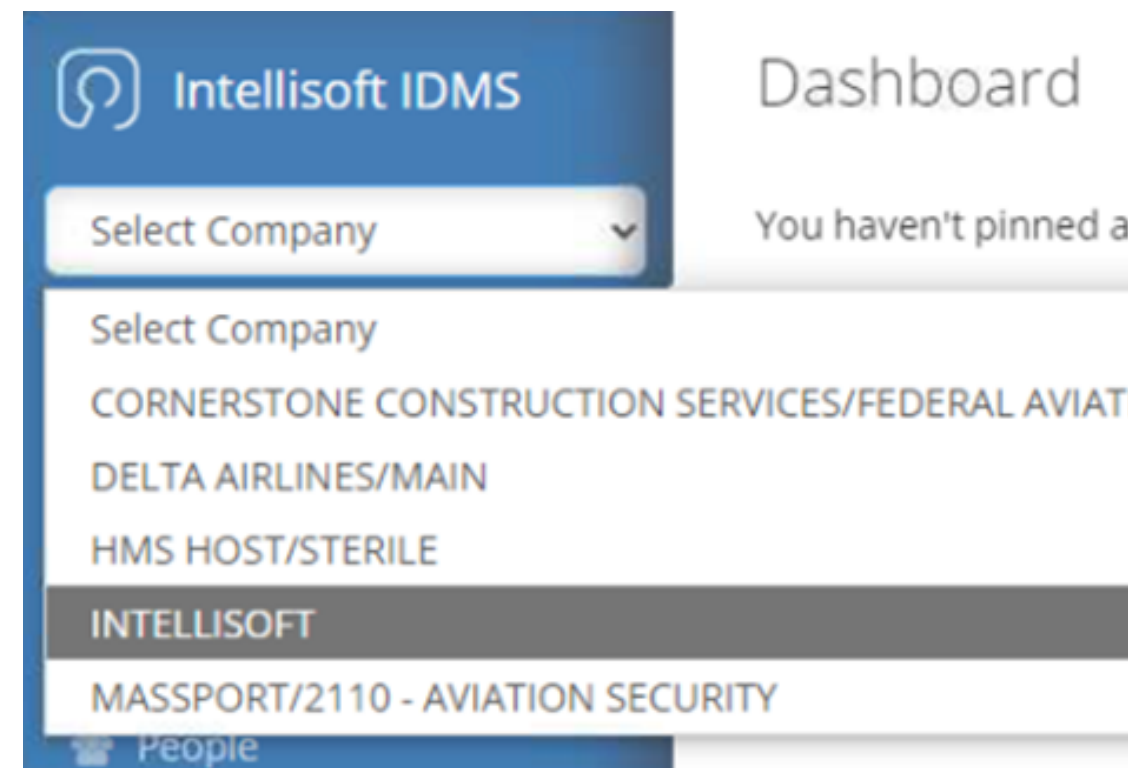 Intellisoft IDMS
Dashboard
Select Company
You haven't pinned a
Select Company
CORNERSTONE CONSTRUCTION SERVICES/FEDERAL AVIAT
DELTA AIRLINES/MAIN
HMS HOST/STERILE
INTELLISOFT
MASSPORT/2110 - AVIATION SECURITY
People